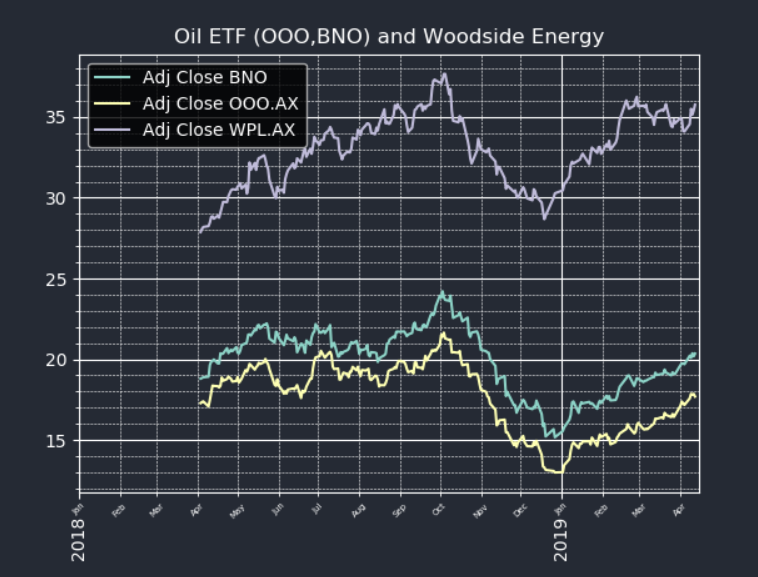 Oil ETF (OOO,BNO) and Woodside Energy
Adj Close BNO
Adj Close OOO.AX
Adj Close WPL.AX
35
30
25
20
15
Jan
Feb
Mar
Apr
May
Jun
Jul
Aug
Sep
Oct
Nov
Dec
Jan
Feb
Mar
Apr
2018
2019